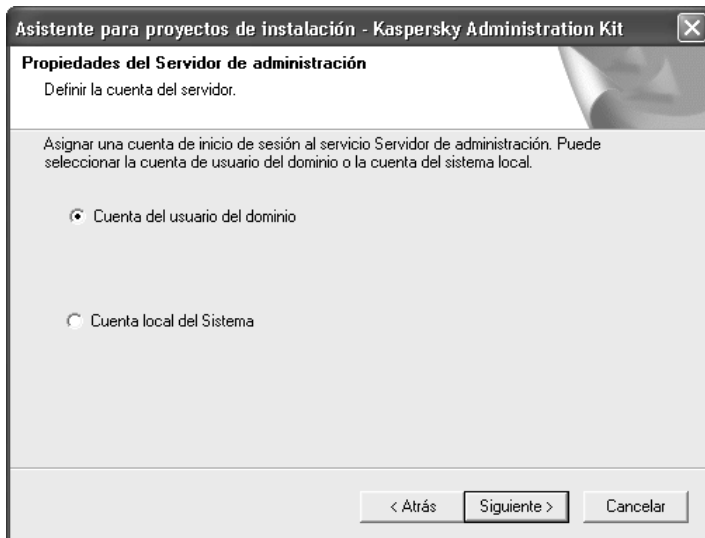 Asistente para proyectos de instalación - Kaspersky Administration Kit
Propiedades del Servidor de administración
Definir la cuenta del servidor.
Asignar una cuenta de inicio de sesión al servicio Servidor de administración. Puede
seleccionar la cuenta de usuario del dominio o la cuenta del sistema local.
Cuenta del usuario del dominio
Cuenta local del Sistema
< Atrás
Siguiente >
Cancelar